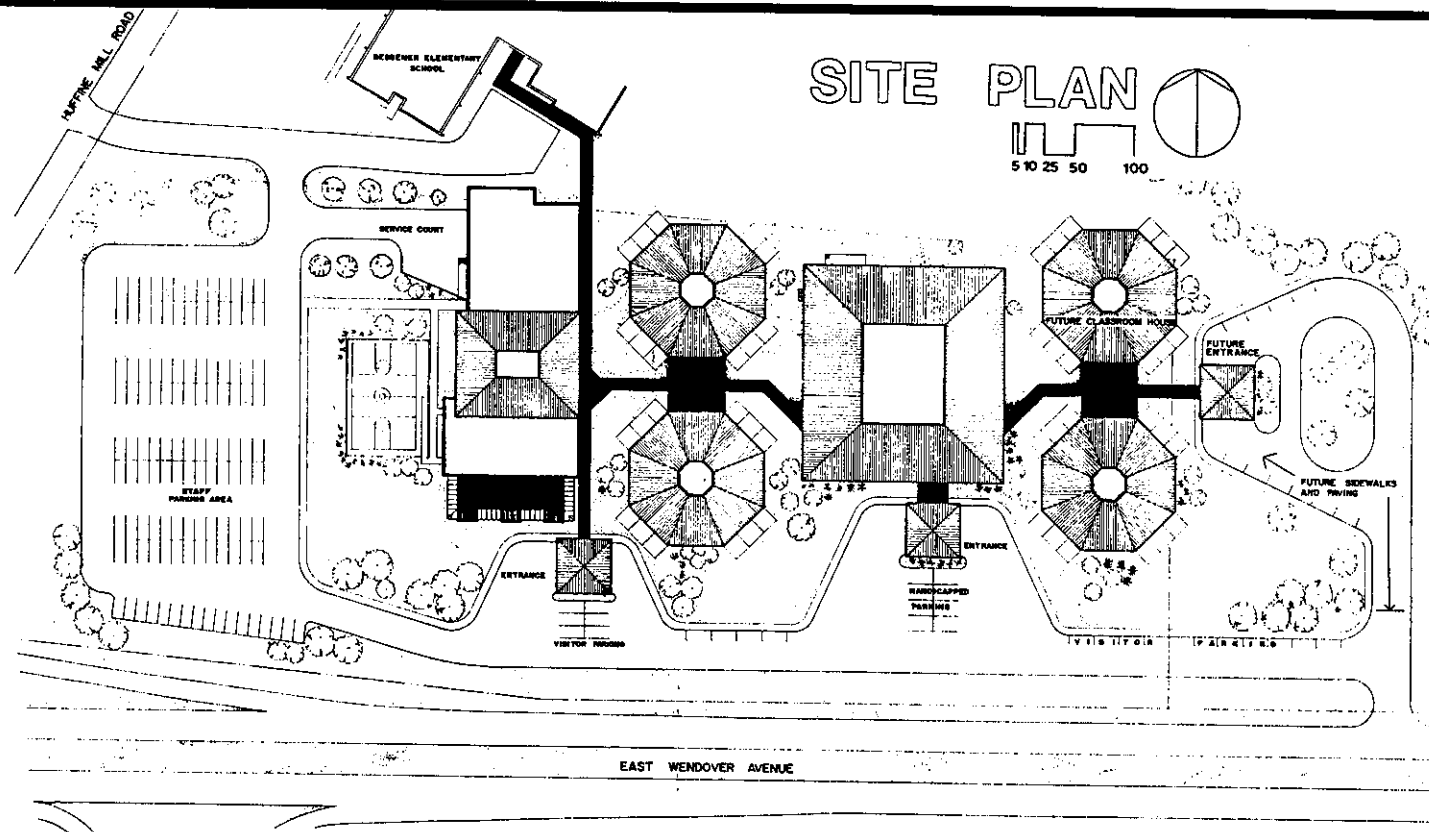 HUFFINE MILL ROAD
BESSEMER ELEMENTARY
SCHOOL
SITE PLAN
5 10 25 50 100
SERVICE COURT
FUTURE CLASSROOM HOUSE
FUTURE
ENTRANCE
STAFF
PARKING AREA
FUTURE SIDEWALKS
AND PAVING
ENTRANCE
ENTRANCE
HANDICAPPED
PARKING
VISITOR PARKING
VISITOR PARKING
EAST WENDOVER AVENUE